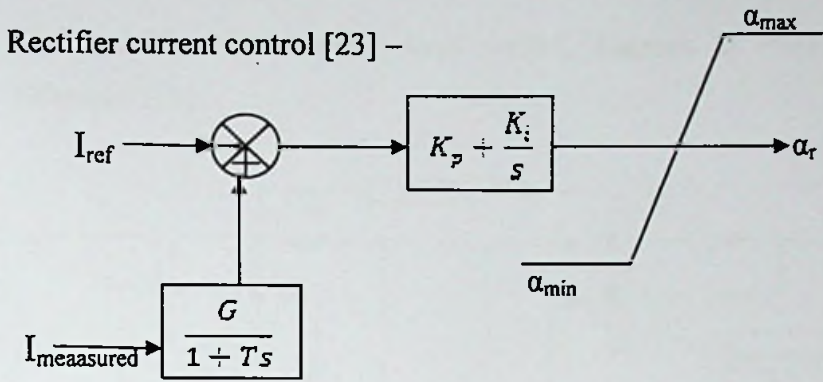 Rectifier current control [23] –
α_max
I_ref
K_p ÷ K_i / s
α_r
α_min
G / 1 ÷ Ts
I_meaasured